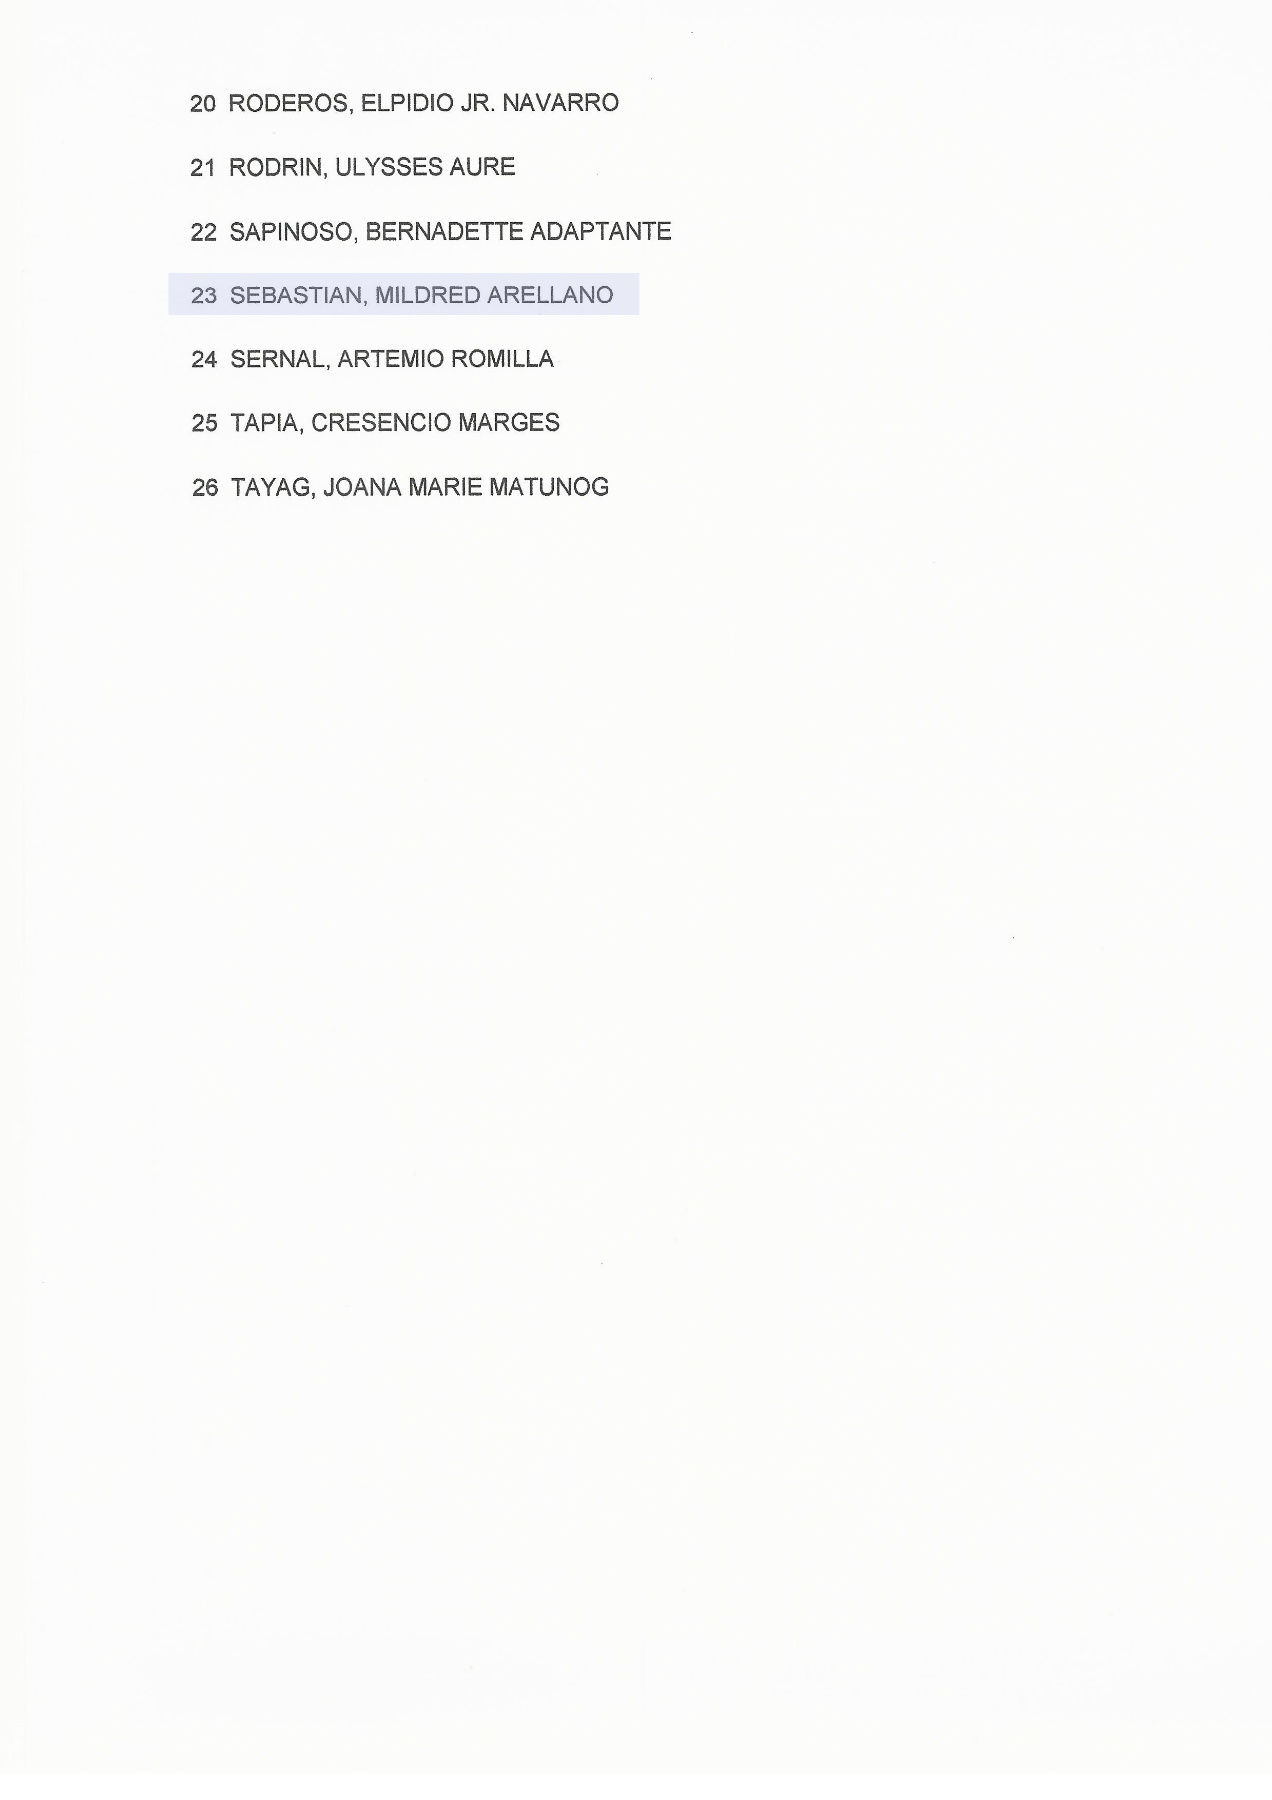 20 RODEROS, ELPIDIO JR. NAVARRO
21 RODRIN, ULYSSES AURE
22 SAPINOSO, BERNADETTE ADAPTANTE
23 SEBASTIAN, MILDRED ARELLANO
24 SERNAL, ARTEMIO ROMILLA
25 TAPIA, CRESENCIO MARGES
26 TAYAG, JOANA MARIE MATUNOG